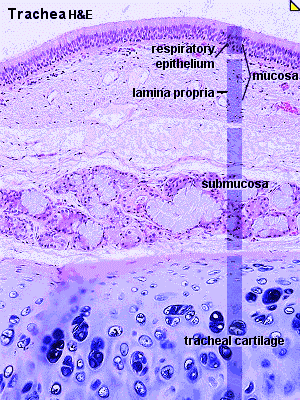 Trachea H&E
respiratory
epithelium
mucosa
lamina propria
submucosa
tracheal cartilage